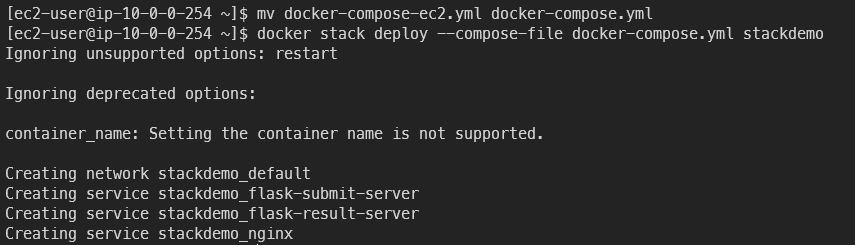 [ec2-user@ip-10-0-0-254 ~]$ mv docker-compose-ec2.yml docker-compose.yml
[ec2-user@ip-10-0-0-254 ~]$ docker stack deploy --compose-file docker-compose.yml stackdemo
Ignoring unsupported options: restart
Ignoring deprecated options:
container_name: Setting the container name is not supported.
Creating network stackdemo_default
Creating service stackdemo_flask-submit-server
Creating service stackdemo_flask-result-server
Creating service stackdemo_nginx